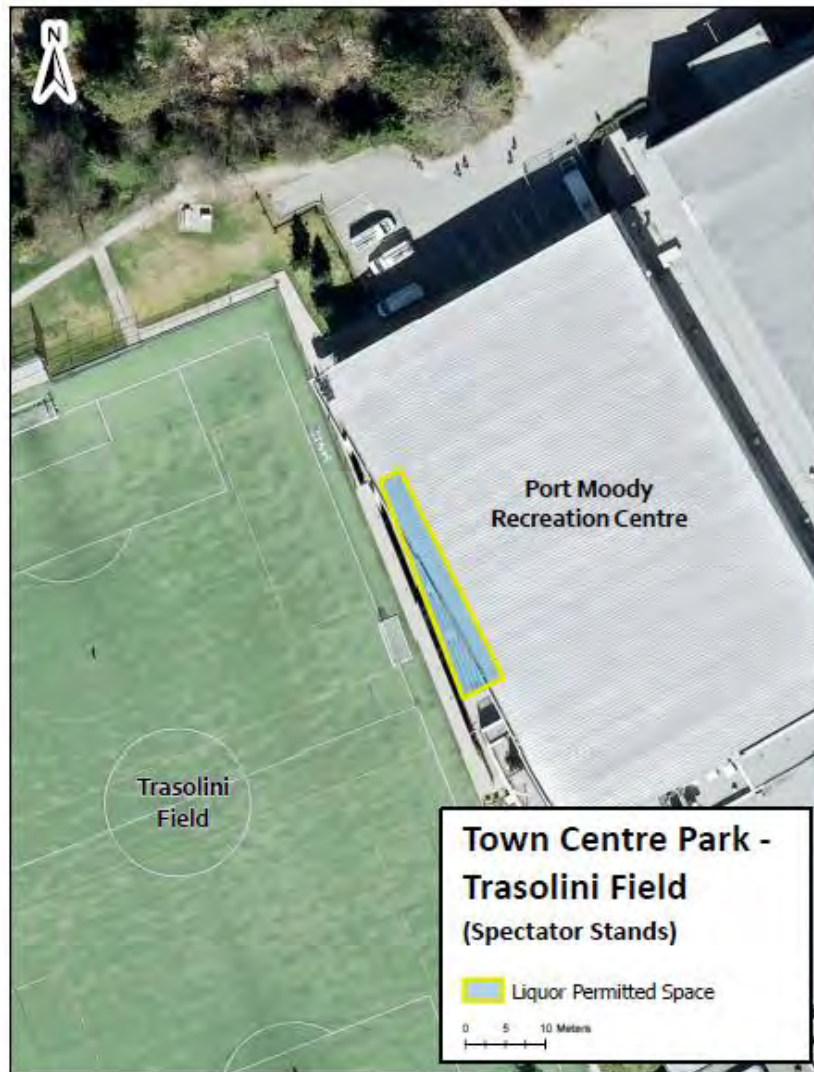 N
Port Moody
Recreation Centre
Trasolini
Field
Town Centre Park -
Trasolini Field
(Spectator Stands)
Liquor Permitted Space
0 5 10 Meters